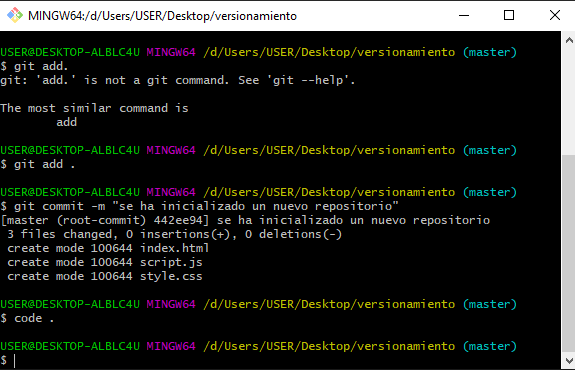 MINGW64:/d/Users/USER/Desktop/versionamiento
USER@DESKTOP-ALBLC4U MINGW64 /d/Users/USER/Desktop/versionamiento (master)
$ git add.
git: 'add.' is not a git command. See 'git --help'.
The most similar command is
add
USER@DESKTOP-ALBLC4U MINGW64 /d/Users/USER/Desktop/versionamiento (master)
$ git add .
USER@DESKTOP-ALBLC4U MINGW64 /d/Users/USER/Desktop/versionamiento (master)
$ git commit -m "se ha inicializado un nuevo repositorio"
[master (root-commit) 442ee94] se ha inicializado un nuevo repositorio
3 files changed, 0 insertions(+), 0 deletions(-)
create mode 100644 index.html
create mode 100644 script.js
create mode 100644 style.css
USER@DESKTOP-ALBLC4U MINGW64 /d/Users/USER/Desktop/versionamiento (master)
$ code .
USER@DESKTOP-ALBLC4U MINGW64 /d/Users/USER/Desktop/versionamiento (master)
$